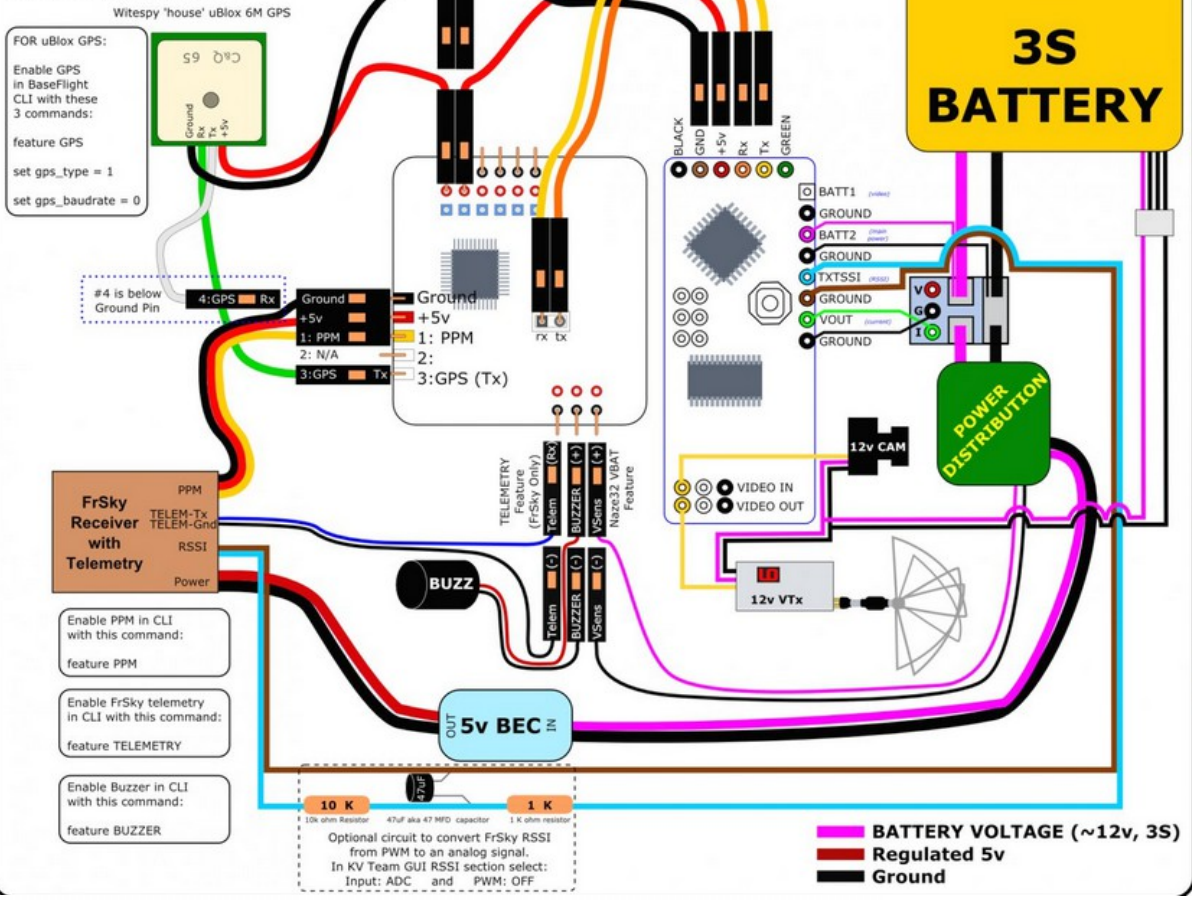 Witespy 'house' uBlox 6M GPS
FOR uBlox GPS:
Enable GPS
in BaseFlight
CLI with these
3 commands:
feature GPS
set gps_type = 1
set gps_baudrate = 0
C&Q 65
Ground
Rx
Tx
+5v
#4 is below
Ground Pin
4:GPS Rx
Ground
+5v
1: PPM
2: N/A
3:GPS Tx
Ground
+5v
1: PPM
2:
3:GPS (Tx)
rx tx
BLACK
GND
+5v
Rx
Tx
GREEN
BATT1 (video)
GROUND
BATT2 (main power)
GROUND
TXTSSI (RSSI)
GROUND
VOUT (current)
GROUND
3S
BATTERY
V
G
I
POWER
DISTRIBUTION
12v CAM
VIDEO IN
VIDEO OUT
Tx
12v VTx
TELEMETRY
Feature
(FrSky Only)
Telem (Rx)
BUZZER (+)
VSens (+)
Naze32 VBAT
Feature
Telem (-)
BUZZER (-)
VSens (-)
FrSky
Receiver
with
Telemetry
PPM
TELEM-Tx
TELEM-Gnd
RSSI
Power
BUZZ
Enable PPM in CLI
with this command:
feature PPM
Enable FrSky telemetry
in CLI with this command:
feature TELEMETRY
Enable Buzzer in CLI
with this command:
feature BUZZER
OUT
5v BEC
IN
47uF
10 K
1 K
10k ohm Resistor
47uF aka 47 MFD capacitor
1 K ohm resistor
Optional circuit to convert FrSky RSSI
from PWM to an analog signal.
In KV Team GUI RSSI section select:
Input: ADC and PWM: OFF
BATTERY VOLTAGE (~12v, 3S)
Regulated 5v
Ground